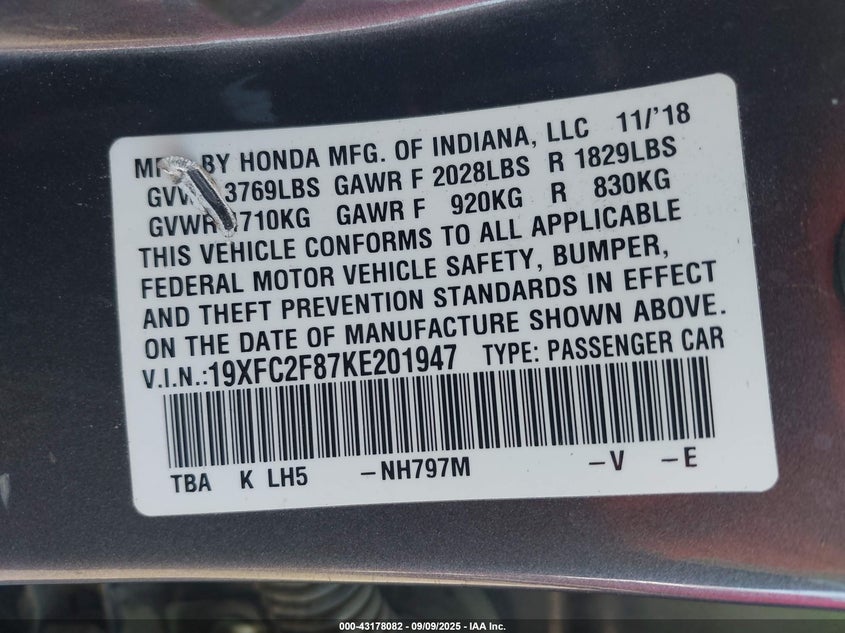 BY HONDA MFG. OF INDIANA, LLC 11/'18
3769LBS GAWR F 2028LBS R 1829LBS
GVWR 710KG GAWR F 920KG R 830KG
THIS VEHICLE CONFORMS TO ALL APPLICABLE
FEDERAL MOTOR VEHICLE SAFETY, BUMPER,
AND THEFT PREVENTION STANDARDS IN EFFECT
ON THE DATE OF MANUFACTURE SHOWN ABOVE.
V.I.N.:19XFC2F87KE201947 TYPE: PASSENGER CAR
TBA K LH5 -NH797M -V -E
000-43178082 - 09/09/2025 - IAA Inc.